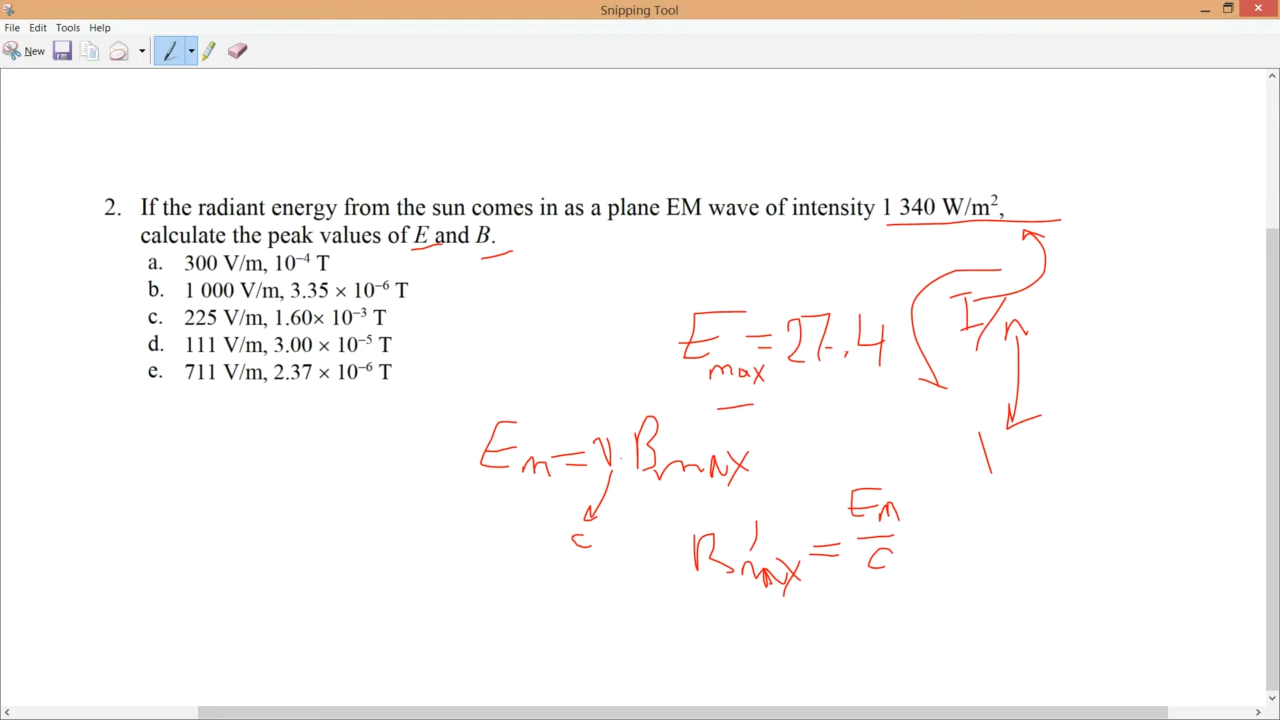 Snipping Tool
File Edit Tools Help
New
2. If the radiant energy from the sun comes in as a plane EM wave of intensity 1 340 W/m²,
calculate the peak values of E and B.
a. 300 V/m, 10⁻⁴ T
b. 1 000 V/m, 3.35 × 10⁻⁶ T
c. 225 V/m, 1.60× 10⁻³ T
d. 111 V/m, 3.00 × 10⁻⁵ T
e. 711 V/m, 2.37 × 10⁻⁶ T
E max = 27.4 I/n
1
Em = v. Bmax
c
Bmax = Em/c